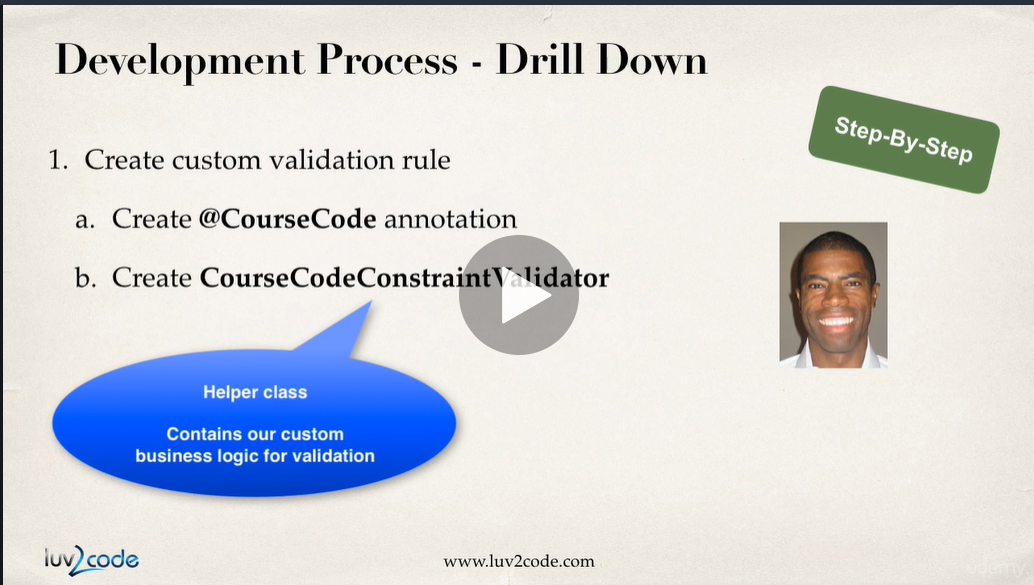 Development Process - Drill Down
Step-By-Step
1. Create custom validation rule
a. Create @CourseCode annotation
b. Create CourseCodeConstraintValidator
Helper class
Contains our custom
business logic for validation
luv2code
www.luv2code.com
udemy